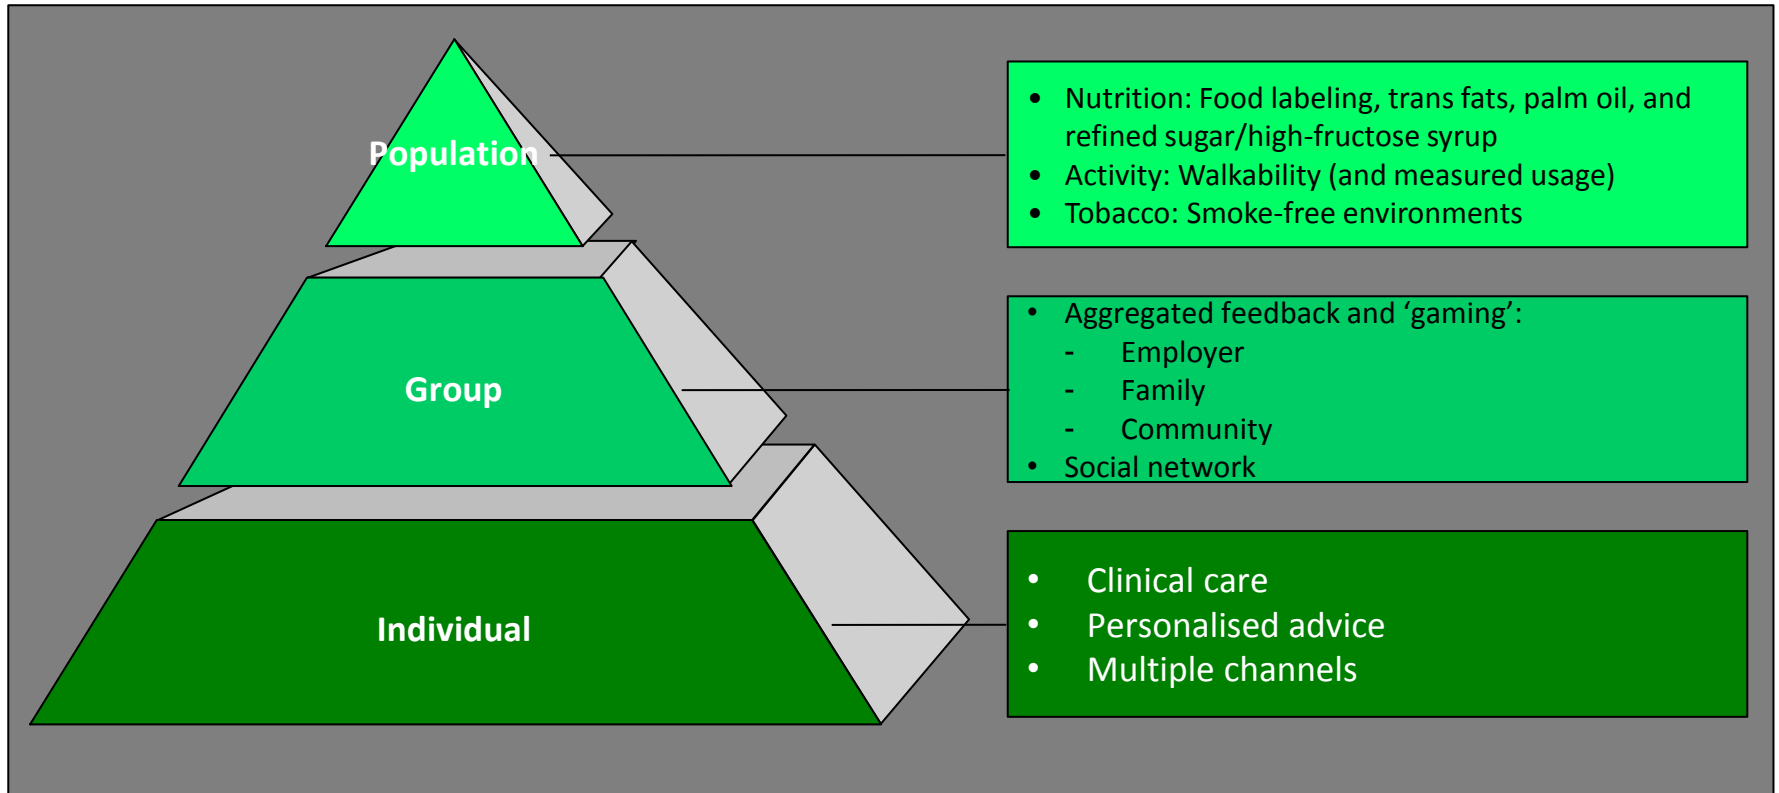 Population
• Nutrition: Food labeling, trans fats, palm oil, and
refined sugar/high-fructose syrup
• Activity: Walkability (and measured usage)
• Tobacco: Smoke-free environments
Group
• Aggregated feedback and ‘gaming’:
- Employer
- Family
- Community
• Social network
Individual
• Clinical care
• Personalised advice
• Multiple channels